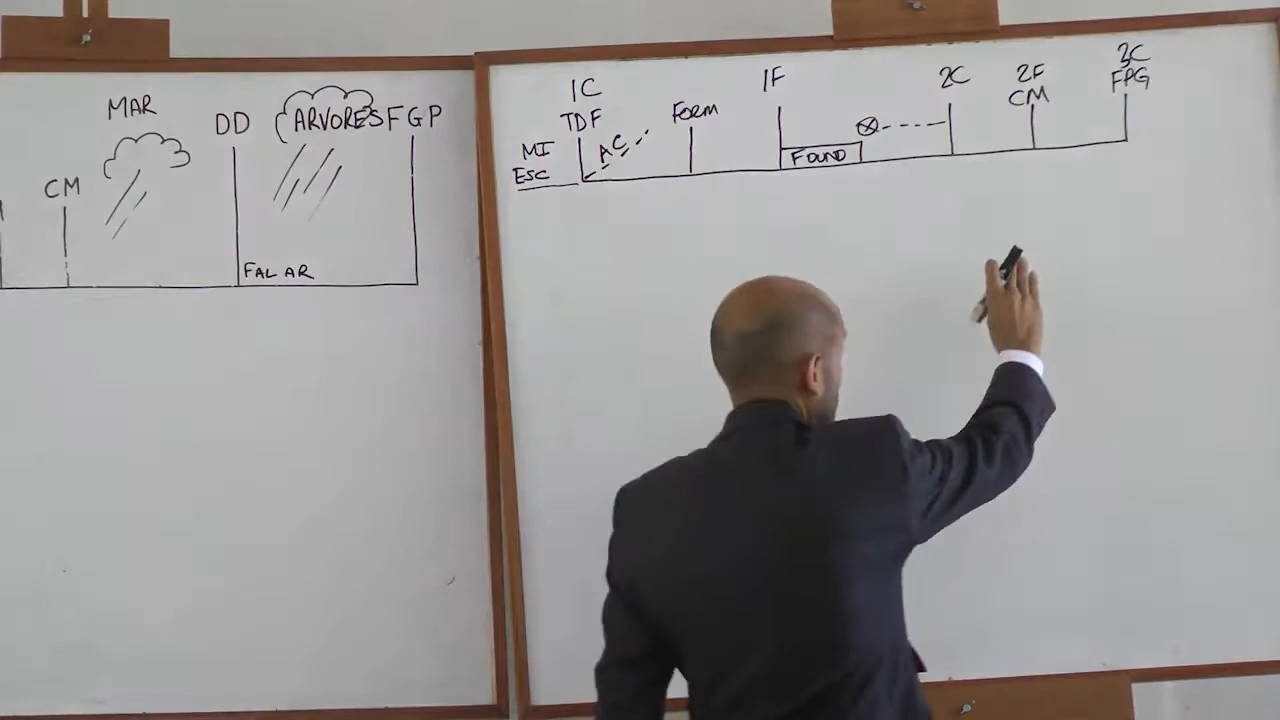 MAR
CM
DD
ARVORES
FGP
FALAR
1C
TDF
MI
ESC
AC
FORM
1F
FOUND
2C
2F
CM
3C
FPG